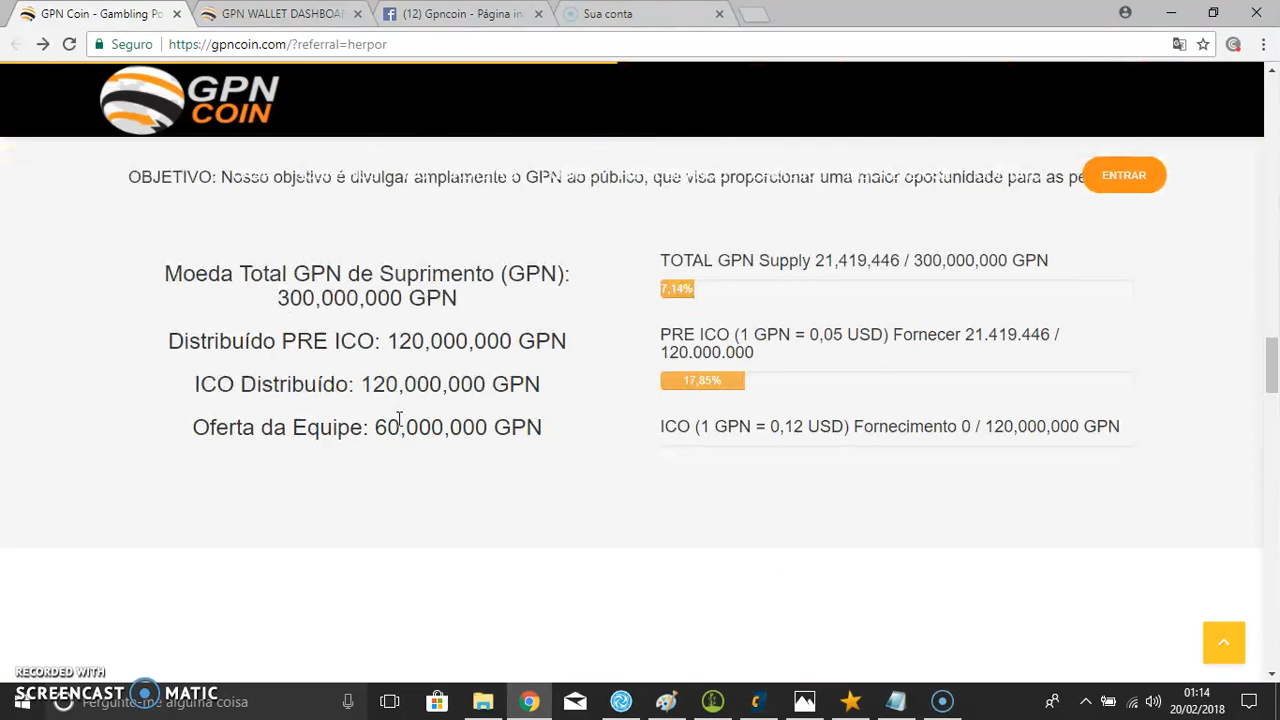 GPN Coin - Gambling Po
GPN WALLET DASHBOA
(12) Gpncoin - Página in
Sua conta
Seguro
https://gpncoin.com/?referral=herpor
GPN
COIN
OBJETIVO: Nosso objetivo é divulgar amplamente o GPN ao público, que visa proporcionar uma maior oportunidade para as pe
ENTRAR
Moeda Total GPN de Suprimento (GPN):
300,000,000 GPN
Distribuído PRE ICO: 120,000,000 GPN
ICO Distribuído: 120,000,000 GPN
Oferta da Equipe: 60,000,000 GPN
TOTAL GPN Supply 21,419,446 / 300,000,000 GPN
7,14%
PRE ICO (1 GPN = 0,05 USD) Fornecer 21.419.446 /
120.000.000
17,85%
ICO (1 GPN = 0,12 USD) Fornecimento 0 / 120,000,000 GPN
RECORDED WITH
SCREENCAST MATIC
Pergunte-me alguma coisa
01:14
20/02/2018